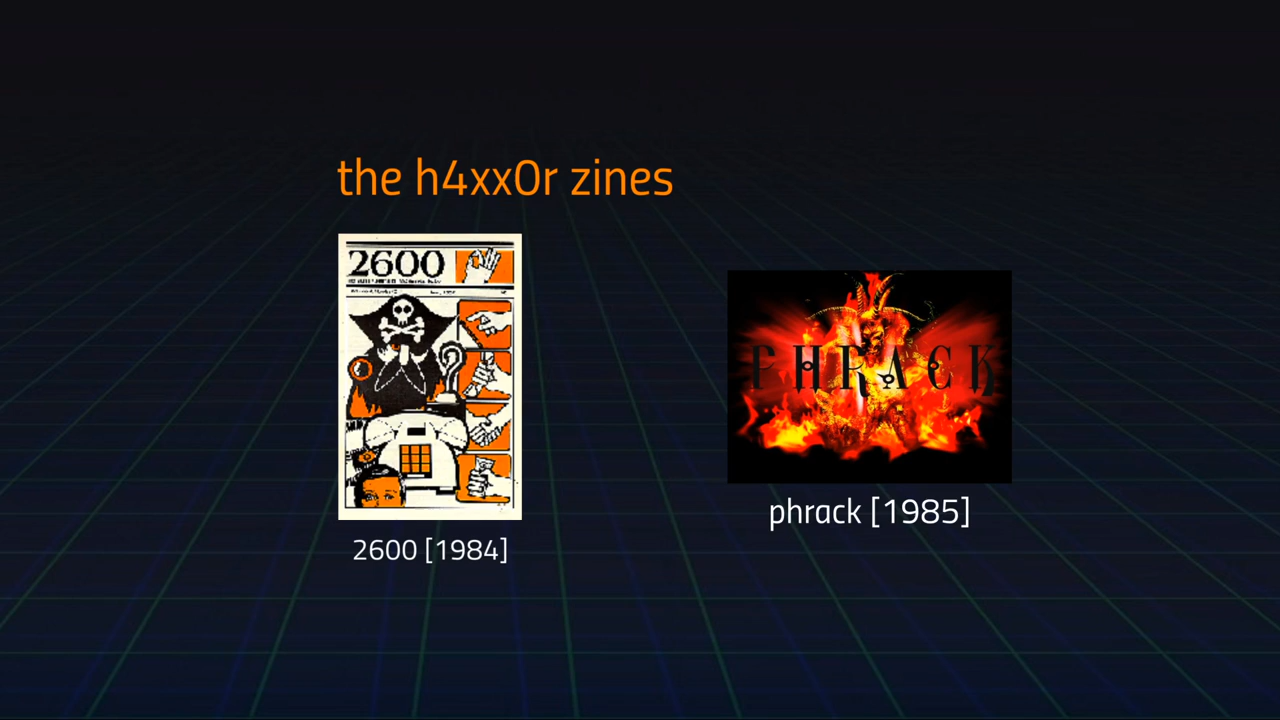 the h4xx0r zines
2600
PHRACK
phrack [1985]
2600 [1984]